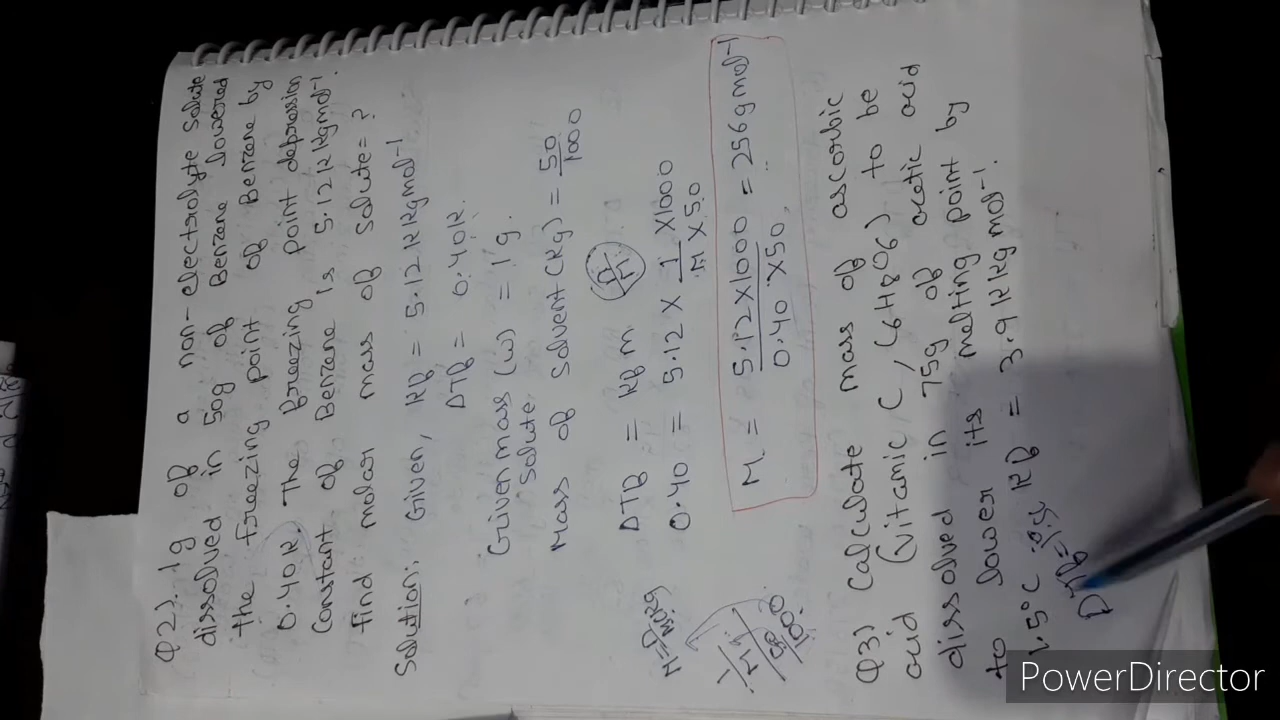 Q2). 1g of a non-electrolyte solute
dissolved in 50g of Benzene lowered
the freezing point of Benzene by
0.40K. The freezing point depression
constant of Benzene is 5.12 K kg mol⁻¹.
find molar mass of solute = ?
Solution: Given, Kf = 5.12 K kg mol⁻¹
ΔTf = 0.40K.
Given mass (w) = 1g.
Solute
Mass of Solvent (kg) = 50/1000
ΔTf = Kf m
0.40 = 5.12 × 1/M × 1000/50
M = 5.12 × 1000 / 0.40 × 50 = 256 g mol⁻¹
Q3) Calculate mass of ascorbic
acid (Vitamic C, C6H8O6) to be
dissolved in 75g of acetic acid
to lower its melting point by
1.5°C. Kf = 3.9 K kg mol⁻¹.
PowerDirector